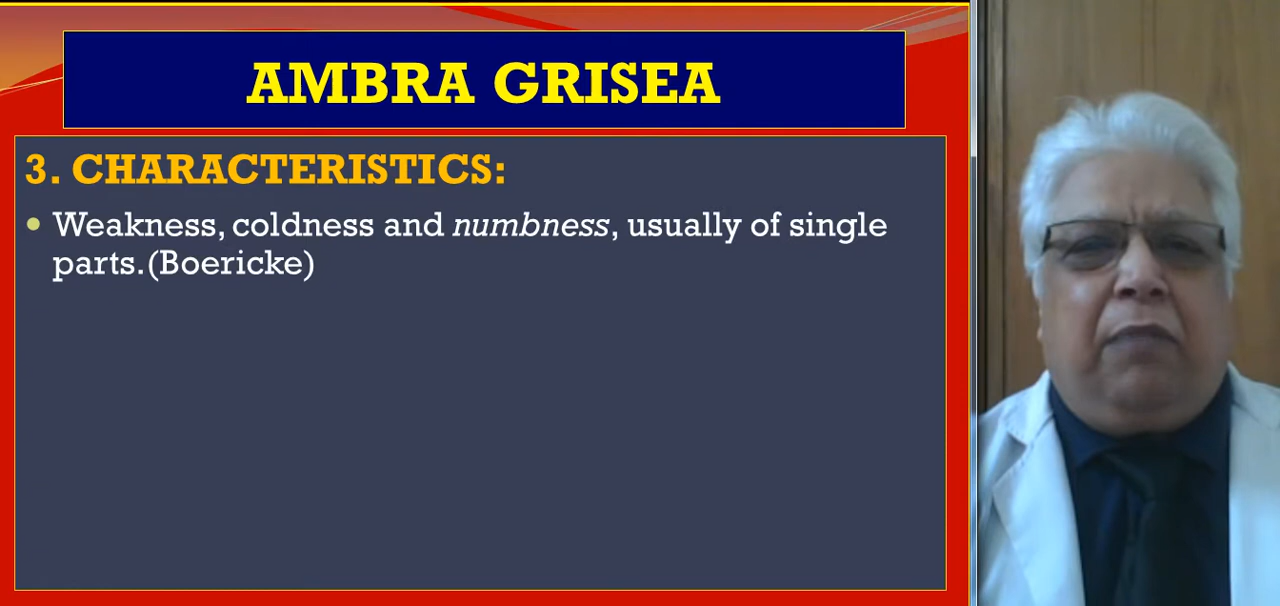 AMBRA GRISEA
3. CHARACTERISTICS:
Weakness, coldness and numbness, usually of single
parts.(Boericke)